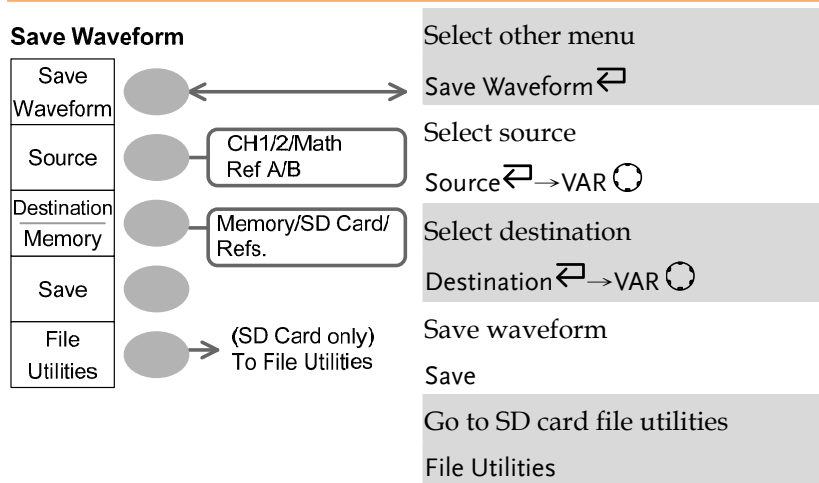 Save Waveform
Save
Waveform
Source
CH1/2/Math
Ref A/B
Destination
Memory
Memory/SD Card/
Refs.
Save
File
Utilities
(SD Card only)
To File Utilities
Select other menu
Save Waveform
Select source
Source→VAR
Select destination
Destination→VAR
Save waveform
Save
Go to SD card file utilities
File Utilities